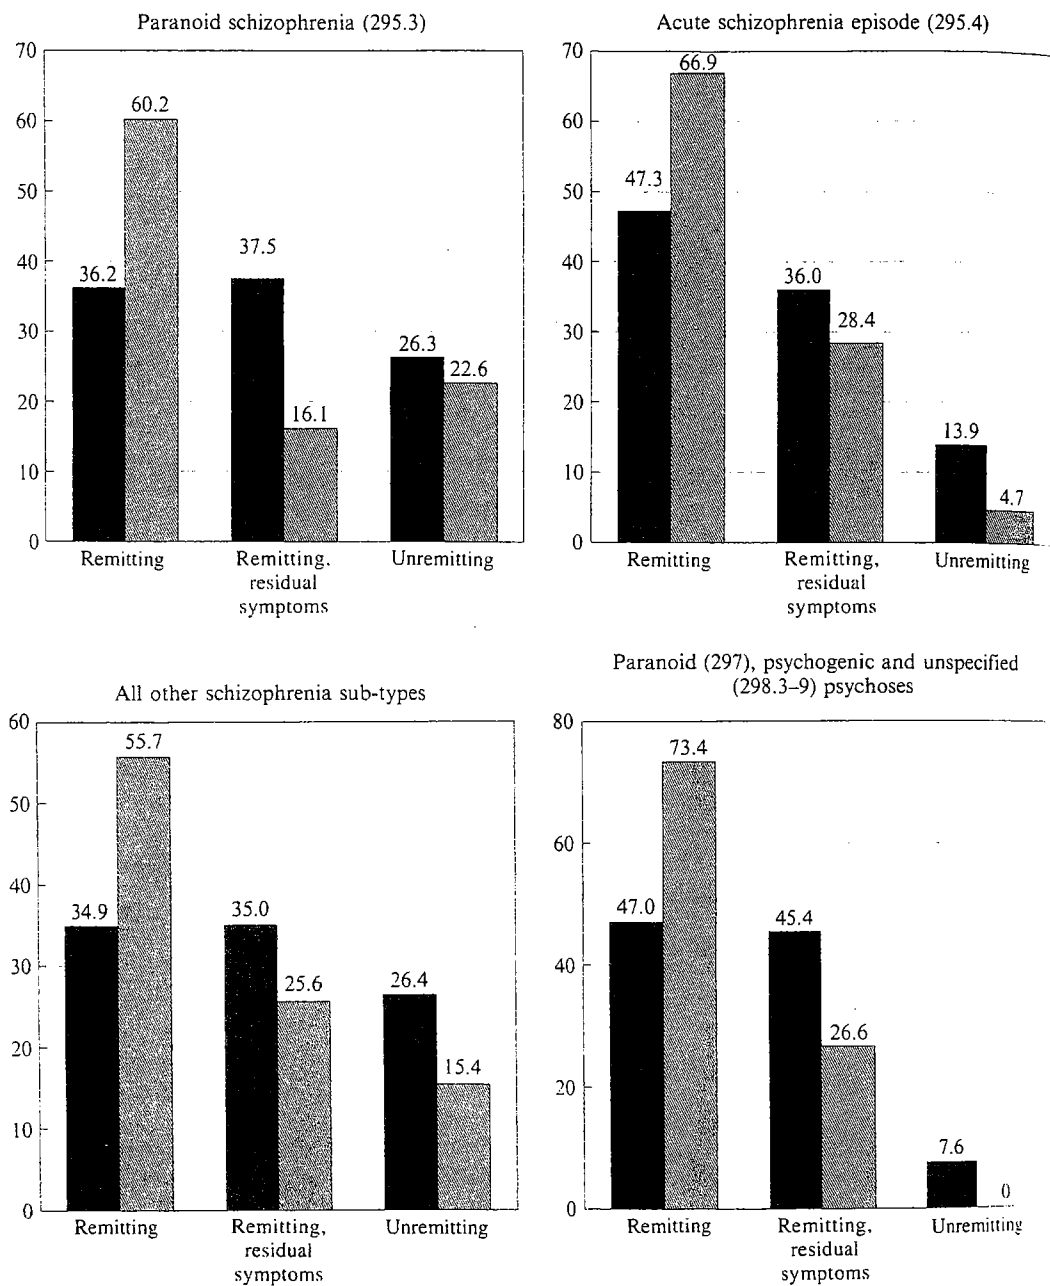 Paranoid schizophrenia (295.3)
70
60
50
40
30
20
10
0
60.2
36.2
37.5
16.1
26.3
22.6
Remitting
Remitting,
residual
symptoms
Unremitting
Acute schizophrenia episode (295.4)
70
60
50
40
30
20
10
0
66.9
47.3
36.0
28.4
13.9
4.7
Remitting
Remitting,
residual
symptoms
Unremitting
All other schizophrenia sub-types
60
50
40
30
20
10
0
55.7
34.9
35.0
25.6
26.4
15.4
Remitting
Remitting,
residual
symptoms
Unremitting
Paranoid (297), psychogenic and unspecified
(298.3–9) psychoses
80
60
40
20
0
73.4
47.0
45.4
26.6
7.6
0
Remitting
Remitting,
residual
symptoms
Unremitting